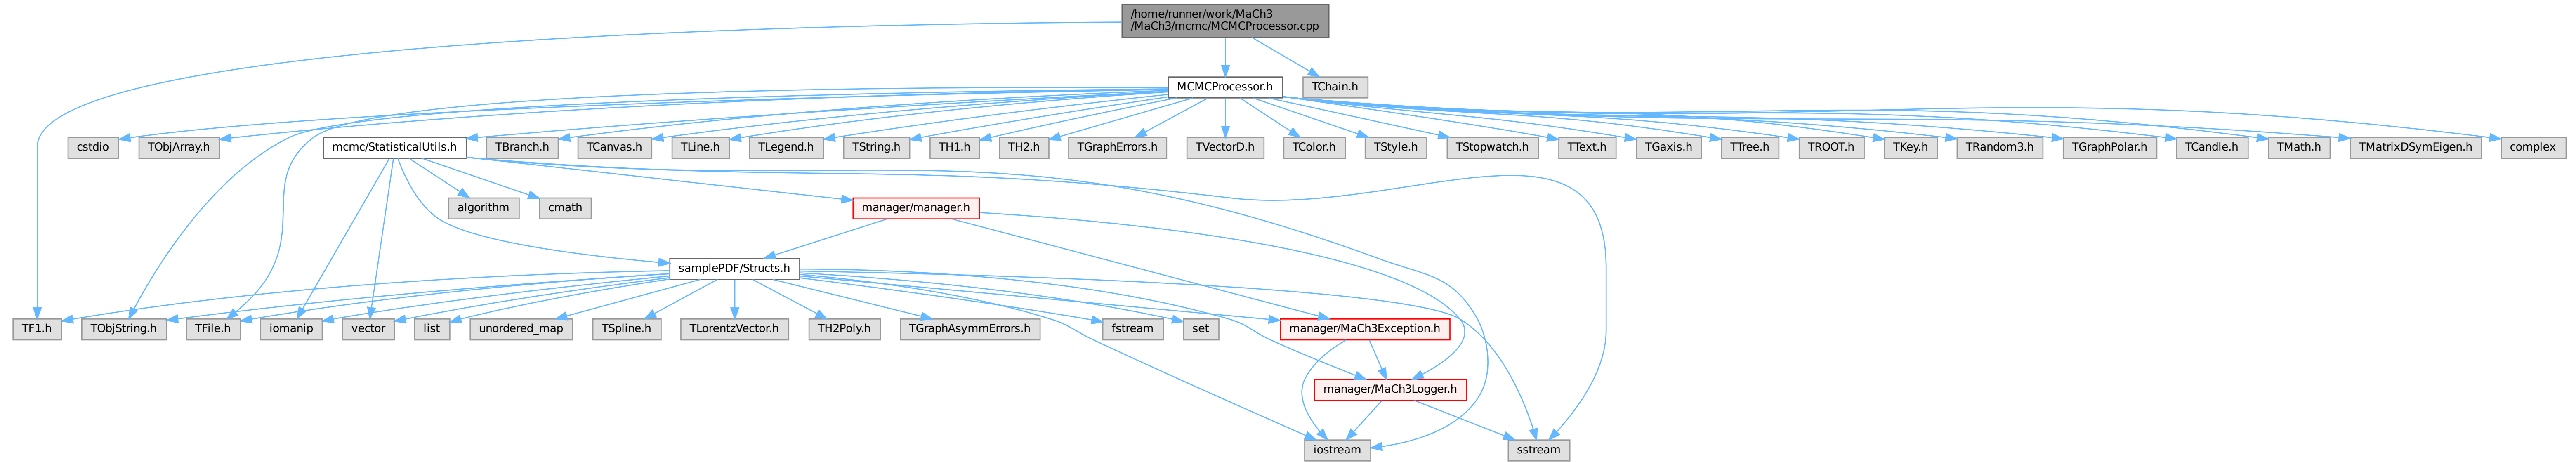 /home/runner/work/MaCh3
/MaCh3/mcmc/MCMCProcessor.cpp
MCMCProcessor.h
TChain.h
cstdio
TObjArray.h
mcmc/StatisticalUtils.h
TBranch.h
TCanvas.h
TLine.h
TLegend.h
TString.h
TH1.h
TH2.h
TGraphErrors.h
TVectorD.h
TColor.h
TStyle.h
TStopwatch.h
TText.h
TGaxis.h
TTree.h
TROOT.h
TKey.h
TRandom3.h
TGraphPolar.h
TCandle.h
TMath.h
TMatrixDSymEigen.h
complex
algorithm
cmath
manager/manager.h
samplePDF/Structs.h
TF1.h
TObjString.h
TFile.h
iomanip
vector
list
unordered_map
TSpline.h
TLorentzVector.h
TH2Poly.h
TGraphAsymmErrors.h
fstream
set
manager/MaCh3Exception.h
manager/MaCh3Logger.h
iostream
sstream